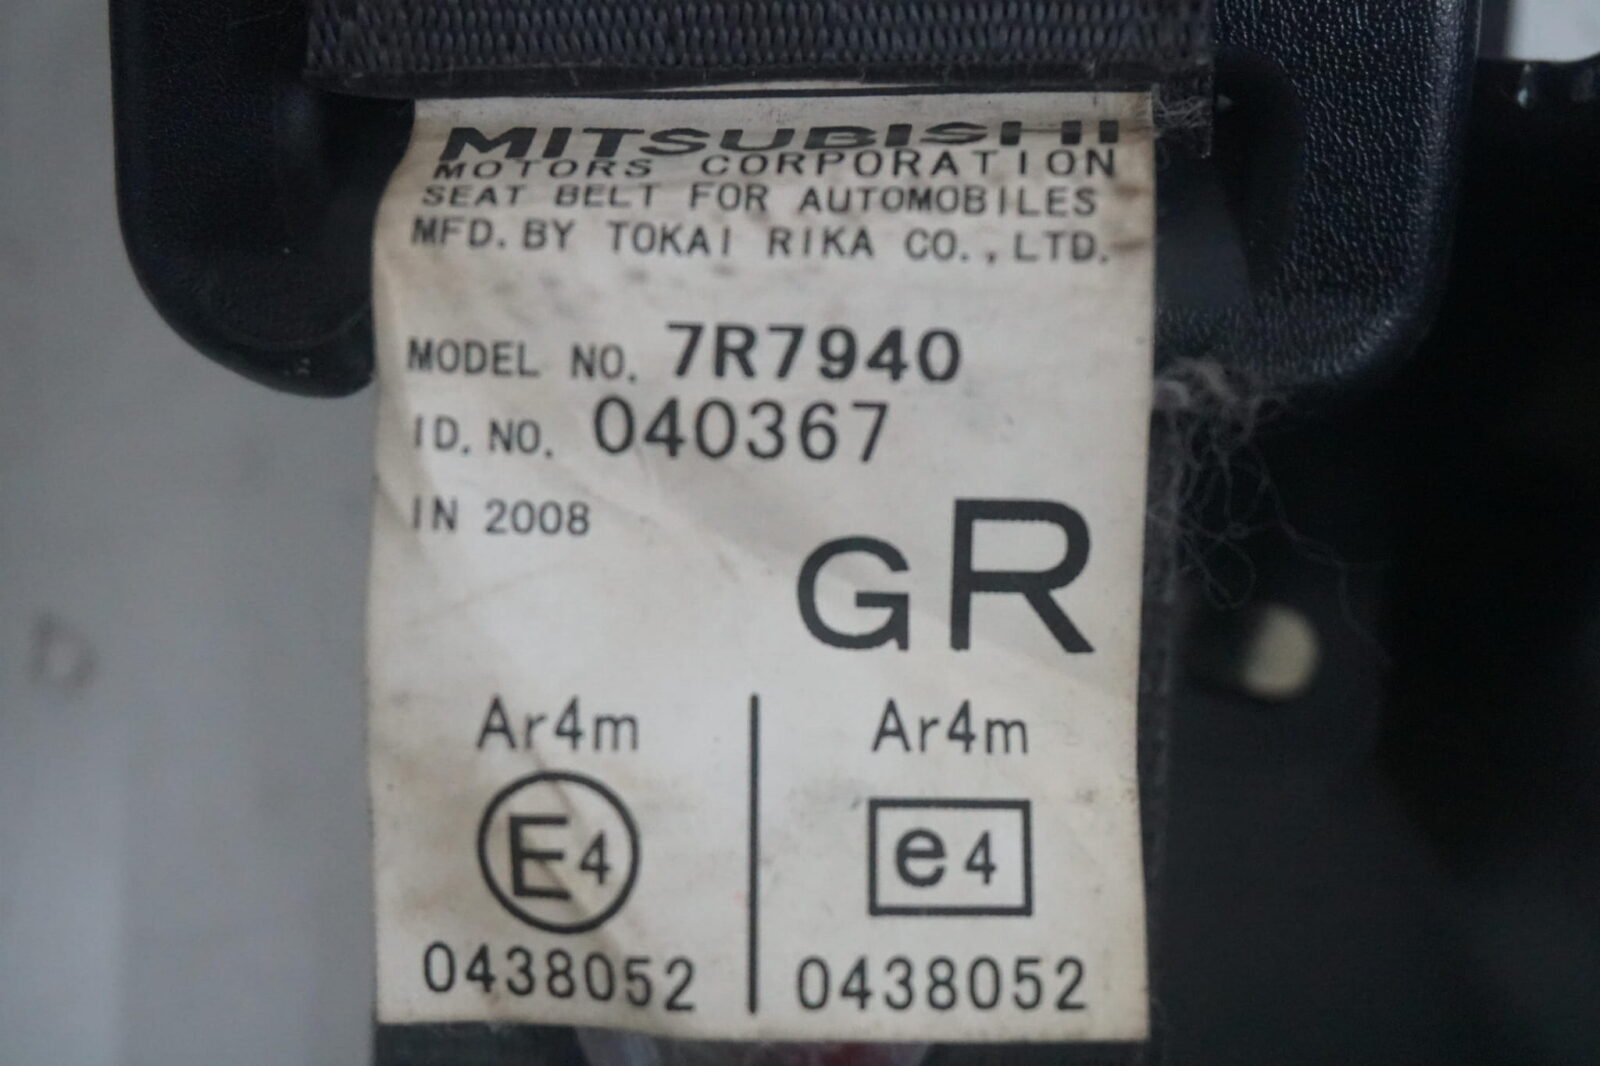 MITSUBISHI
MOTORS CORPORATION
SEAT BELT FOR AUTOMOBILES
MFD. BY TOKAI RIKA CO., LTD.
MODEL NO. 7R7940
ID. NO. 040367
IN 2008
GR
Ar4m
E4
0438052
Ar4m
e4
0438052